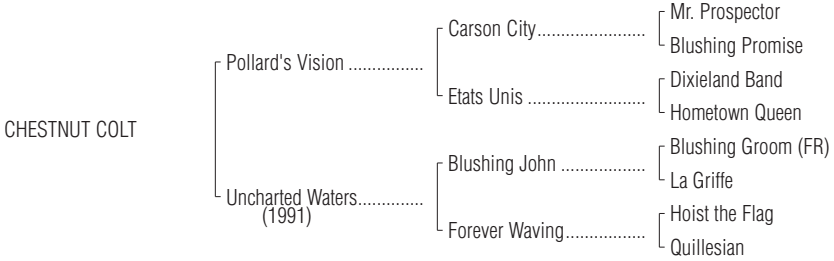 Mr. Prospector
Carson City.......................
Blushing Promise
Pollard's Vision ................
Dixieland Band
Etats Unis .........................
Hometown Queen
CHESTNUT COLT
Blushing Groom (FR)
Blushing John ..................
La Griffe
Uncharted Waters..............
(1991)
Hoist the Flag
Forever Waving.................
Quillesian